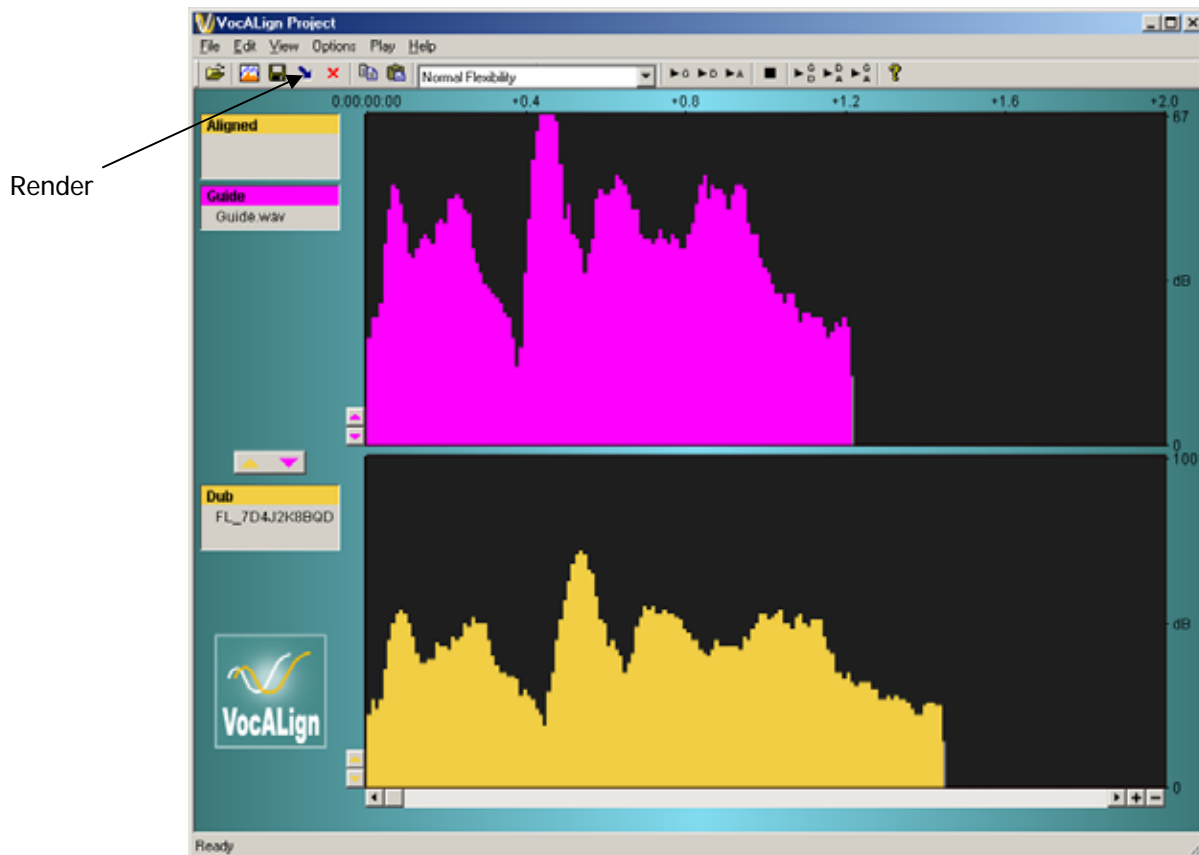 VocALign Project
File Edit View Options Play Help
Normal Flexibility
G D A G D D A G A
0:00:00:00 +0.4 +0.8 +1.2 +1.6 +2.0
Aligned
67
Render
Guide
Guide.wav
dB
0
100
Dub
FL_7D4J2K8BQD
dB
VocALign
0
Ready